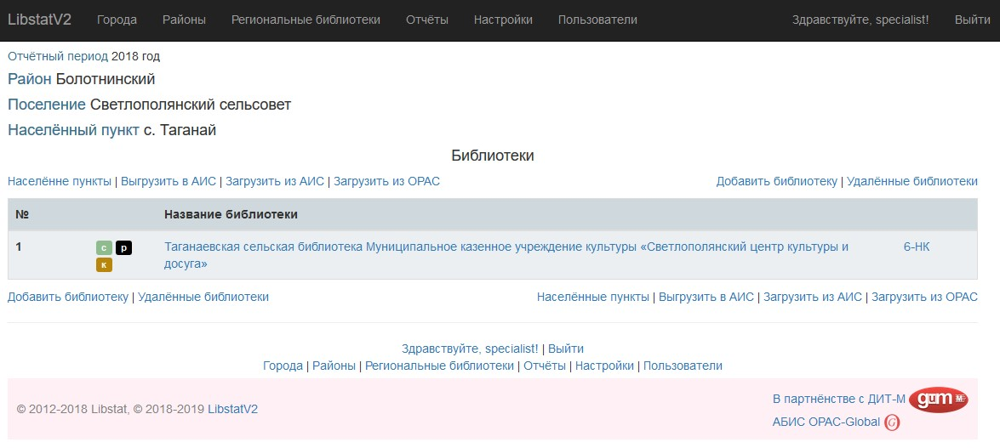 LibstatV2 Города Районы Региональные библиотеки Отчёты Настройки Пользователи Здравствуйте, specialist! Выйти
Отчётный период 2018 год
Район Болотнинский
Поселение Светлополянский сельсовет
Населённый пункт с. Таганай
Библиотеки
Населённе пункты | Выгрузить в АИС | Загрузить из АИС | Загрузить из ОРАС Добавить библиотеку | Удалённые библиотеки
№ Название библиотеки
1 с р Таганаевская сельская библиотека Муниципальное казенное учреждение культуры «Светлополянский центр культуры и 6-НК
к досуга»
Добавить библиотеку | Удалённые библиотеки Населённые пункты | Выгрузить в АИС | Загрузить из АИС | Загрузить из ОРАС
Здравствуйте, specialist! | Выйти
Города | Районы | Региональные библиотеки | Отчёты | Настройки | Пользователи
В партнёнстве с ДИТ-М gum M
© 2012-2018 Libstat, © 2018-2019 LibstatV2
АБИС OPAC-Global G